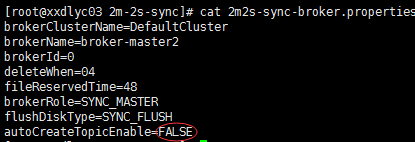 [root@xxdlyc03 2m-2s-sync]# cat 2m2s-sync-broker.properties
brokerClusterName=DefaultCluster
brokerName=broker-master2
brokerId=0
deleteWhen=04
fileReservedTime=48
brokerRole=SYNC_MASTER
flushDiskType=SYNC_FLUSH
autoCreateTopicEnable=FALSE